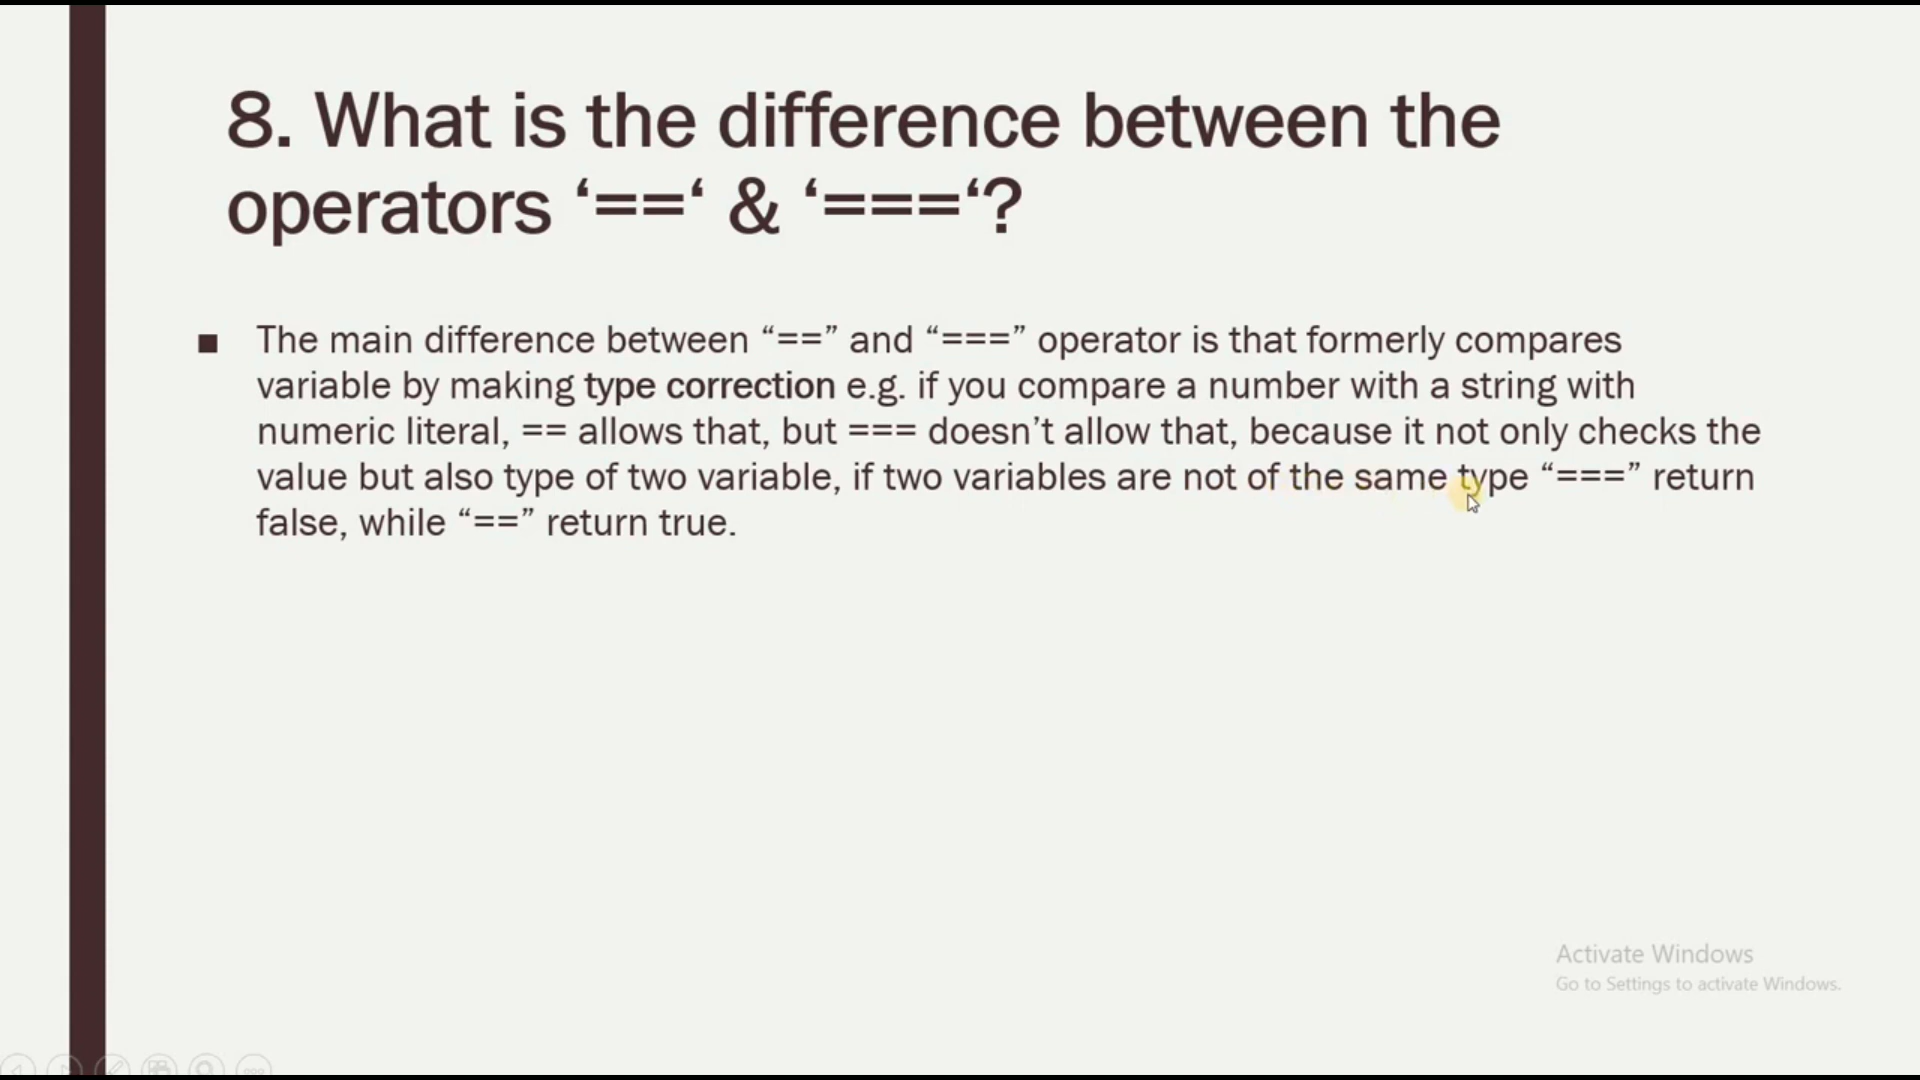 8. What is the difference between the
operators ‘==‘ & ‘===‘?
■ The main difference between “==” and “===” operator is that formerly compares
variable by making type correction e.g. if you compare a number with a string with
numeric literal, == allows that, but === doesn’t allow that, because it not only checks the
value but also type of two variable, if two variables are not of the same type “===” return
false, while “==” return true.
Activate Windows
Go to Settings to activate Windows.